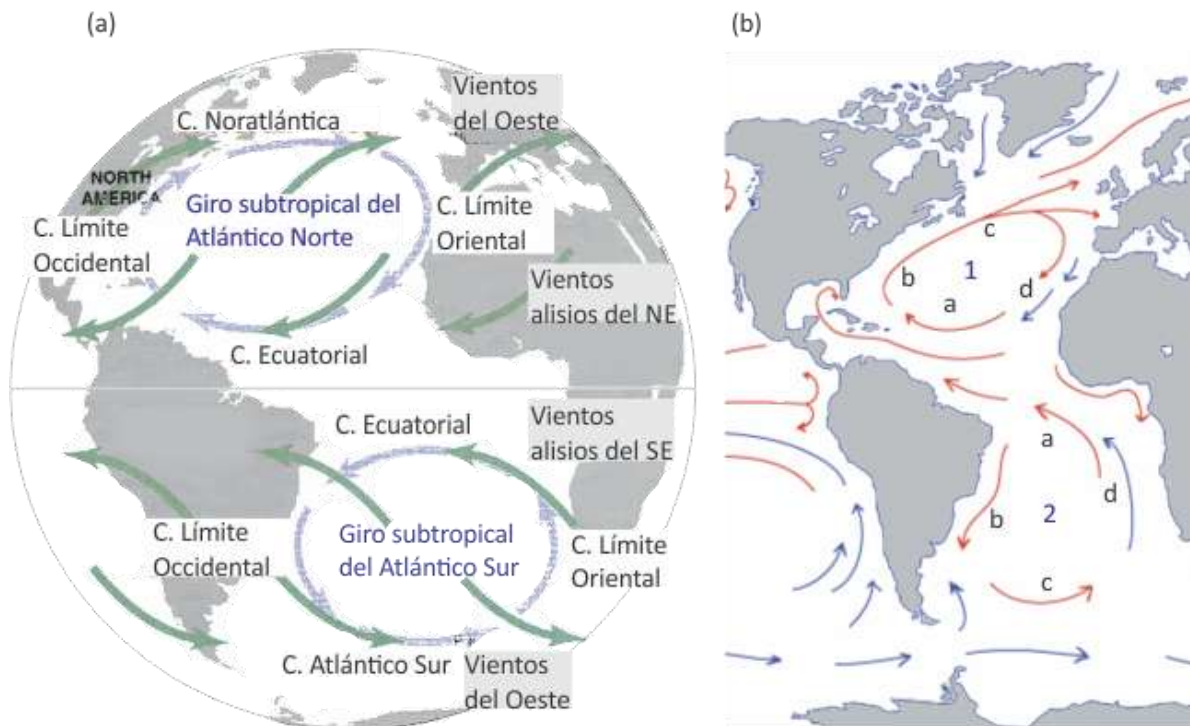 (a)
C. Noratlántica
Vientos
del Oeste
NORTH
AMERICA
Giro subtropical del
Atlántico Norte
C. Límite
Occidental
C. Límite
Oriental
Vientos
alisios del NE
C. Ecuatorial
C. Ecuatorial
Vientos
alisios del SE
C. Límite
Occidental
Giro subtropical
del Atlántico Sur
C. Límite
Oriental
C. Atlántico Sur
Vientos
del Oeste
(b)
c
b
1
a
d
a
d
b
2
c